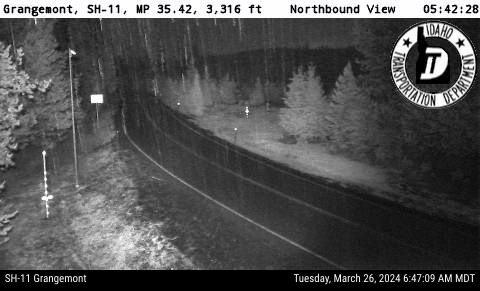 Grangemont, SH-11, MP 35.42, 3,316 ft Northbound View 05:42:28
IDAHO
TRANSPORTATION DEPARTMENT
SH-11 Grangemont Tuesday, March 26, 2024 6:47:09 AM MDT